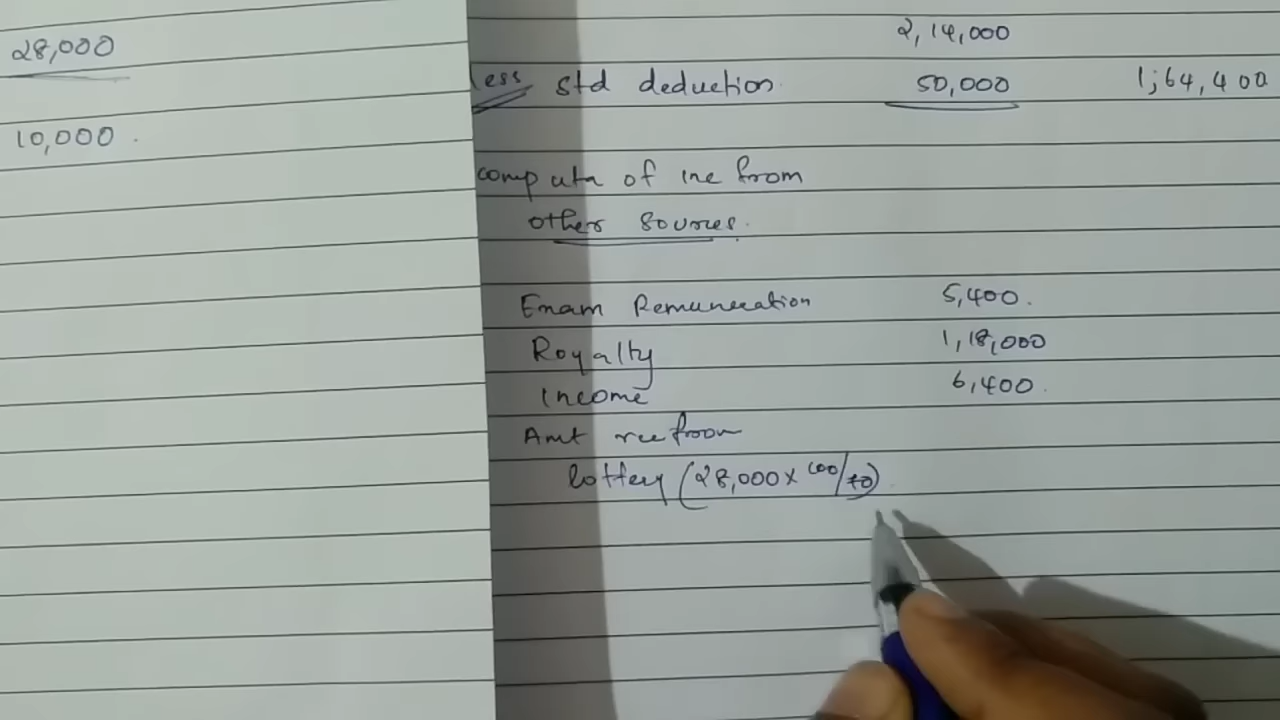 28,000
10,000.
2,14,000
Less std deduction 50,000 1,64,400
computn of inc from
other sources.
Exam Remuneration 5,400.
Royalty 1,18,000
Income 6,400.
Amt rec from
lottery (28,000 x 100/70)